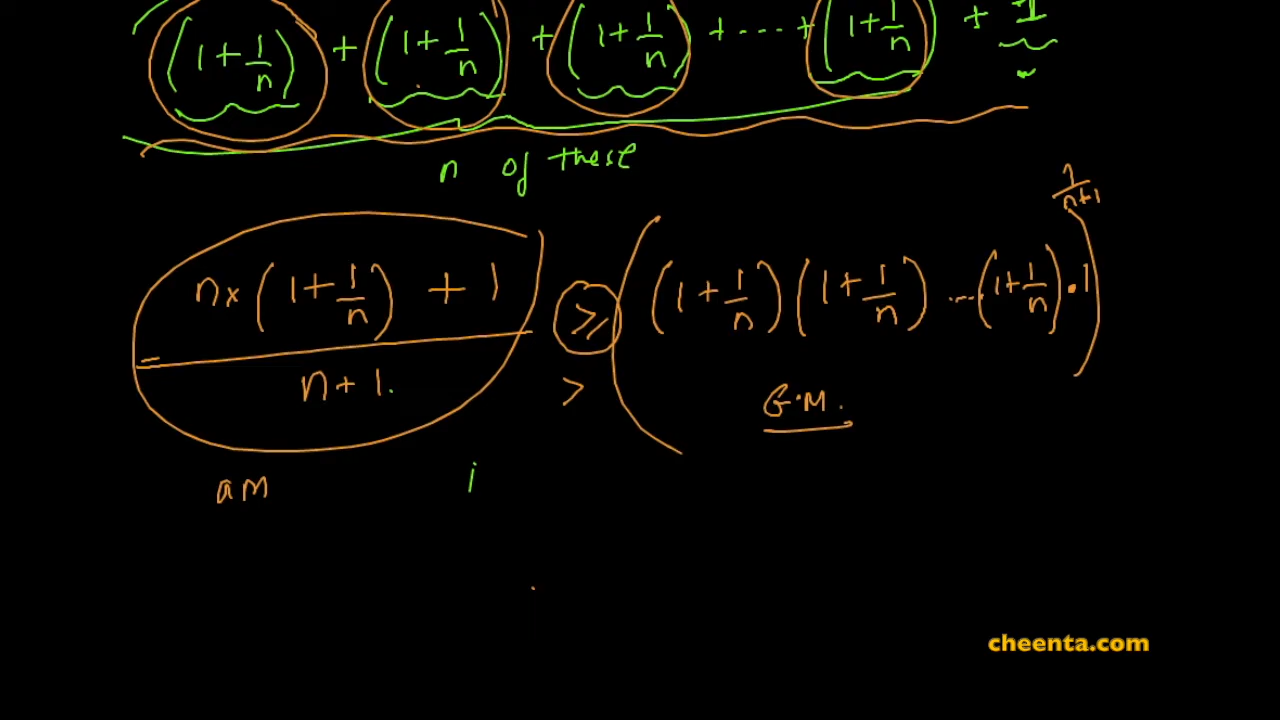 (1+1/n) + (1+1/n) + (1+1/n) + .... + (1+1/n) + 1
n of these
(n×(1+1/n) + 1)/(n+1.) ≥ ((1+1/n)(1+1/n) ....(1+1/n).1)^(1/(n+1))
>
G.M.
am
i
cheenta.com